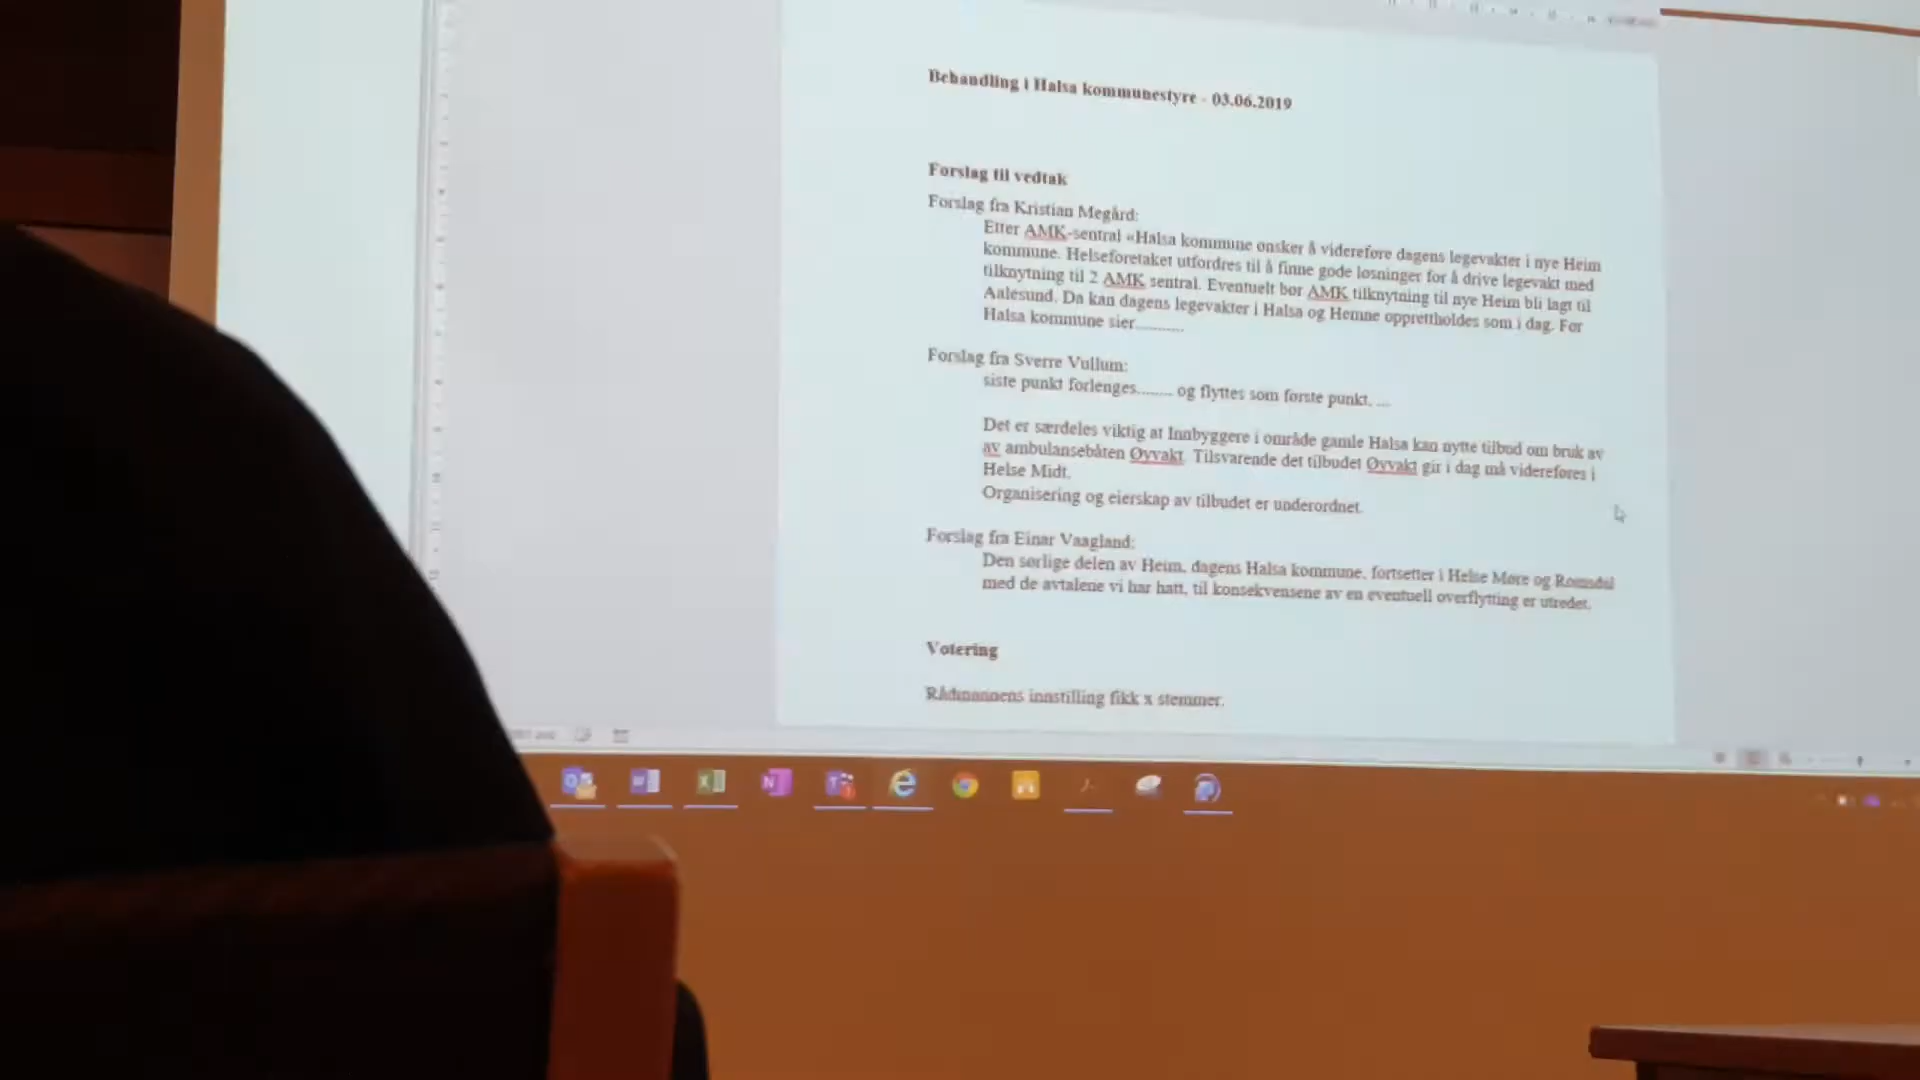 Behandling i Halsa kommunestyre - 03.06.2019
Forslag til vedtak
Forslag fra Kristian Megård:
Etter AMK-sentral «Halsa kommune ønsker å videreføre dagens legevakter i nye Heim
kommune. Helseforetaket utfordres til å finne gode løsninger for å drive legevakt med
tilknytning til 2 AMK sentral. Eventuelt bør AMK tilknytning til nye Heim bli lagt til
Aalesund. Da kan dagens legevakter i Halsa og Hemne opprettholdes som i dag. Før
Halsa kommune sier...........
Forslag fra Sverre Vullum:
siste punkt forlenges........ og flyttes som første punkt. ...
Det er særdeles viktig at Innbyggere i område gamle Halsa kan nytte tilbud om bruk av
av ambulansebåten Øyvakt. Tilsvarende det tilbudet Øyvakt gir i dag må videreføres i
Helse Midt.
Organisering og eierskap av tilbudet er underordnet.
Forslag fra Einar Vaagland:
Den sørlige delen av Heim, dagens Halsa kommune, fortsetter i Helse Møre og Romsdal
med de avtalene vi har hatt, til konsekvensene av en eventuell overflytting er utredet.
Votering
Rådmannens innstilling fikk x stemmer.